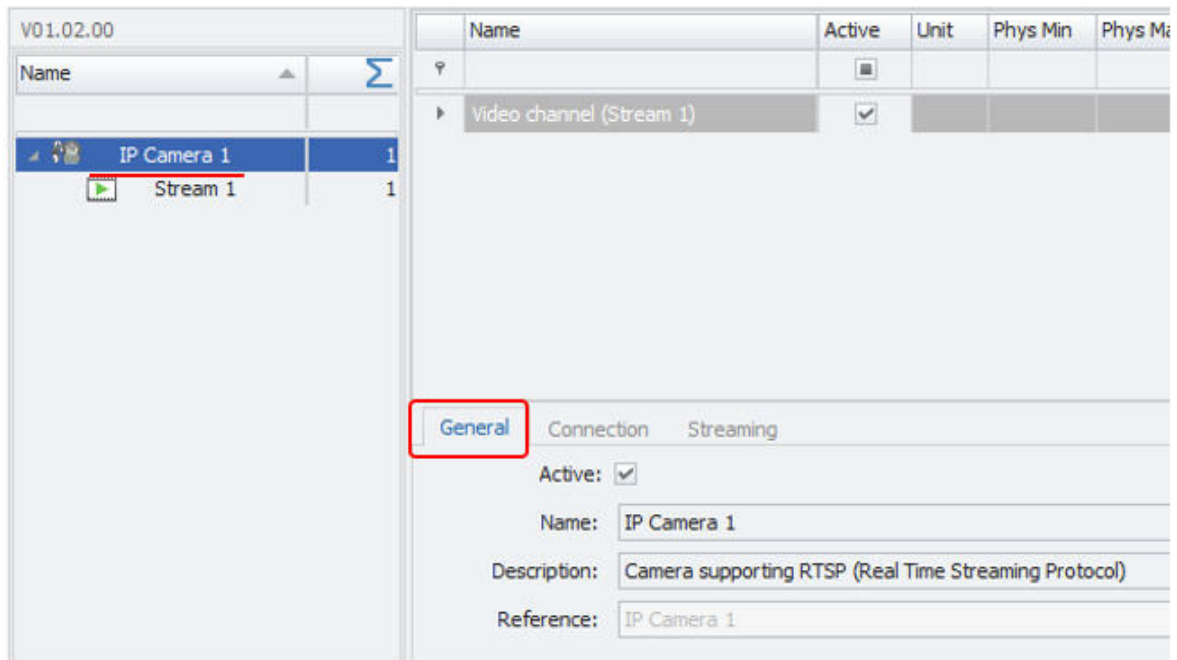 V01.02.00
Name Σ
IP Camera 1 1
Stream 1 1
Name Active Unit Phys Min Phys Ma
Video channel (Stream 1)
General Connection Streaming
Active:
Name: IP Camera 1
Description: Camera supporting RTSP (Real Time Streaming Protocol)
Reference: IP Camera 1